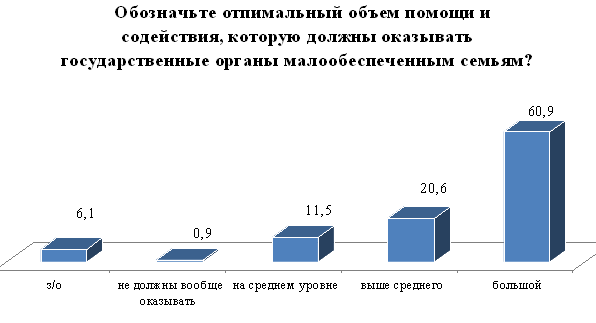 Обозначьте отпимальный объем помощи и
содействия, которую должны оказывать
государственные органы малообеспеченным семьям?
60,9
20,6
11,5
6,1
0,9
з/о
не должны вообще
оказывать
на среднем уровне
выше среднего
большой